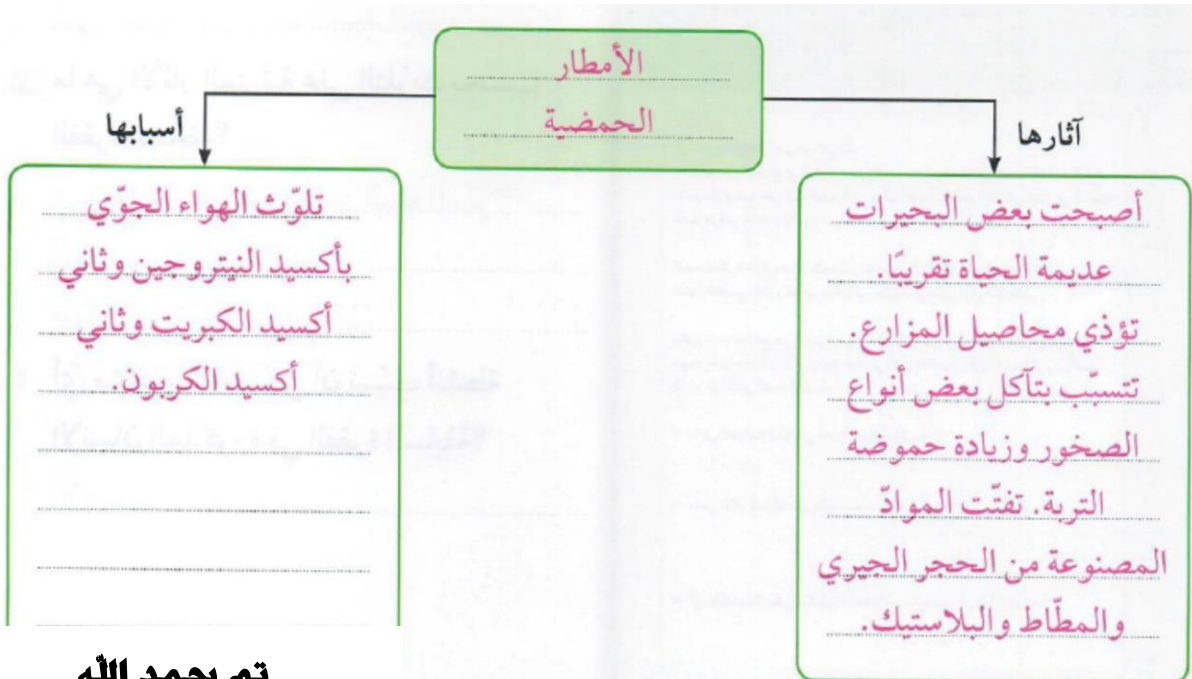 الأمطار
الحمضية
آثارها
أصبحت بعض البحيرات
عديمة الحياة تقريبًا.
تؤذي محاصيل المزارع.
تتسبّب بتآكل بعض أنواع
الصخور وزيادة حموضة
التربة. تفتّت الموادّ
المصنوعة من الحجر الجيري
والمطّاط والبلاستيك.
أسبابها
تلوّث الهواء الجوّي
بأكسيد النيتروجين وثاني
أكسيد الكبريت وثاني
أكسيد الكربون.
تم بحمد الله